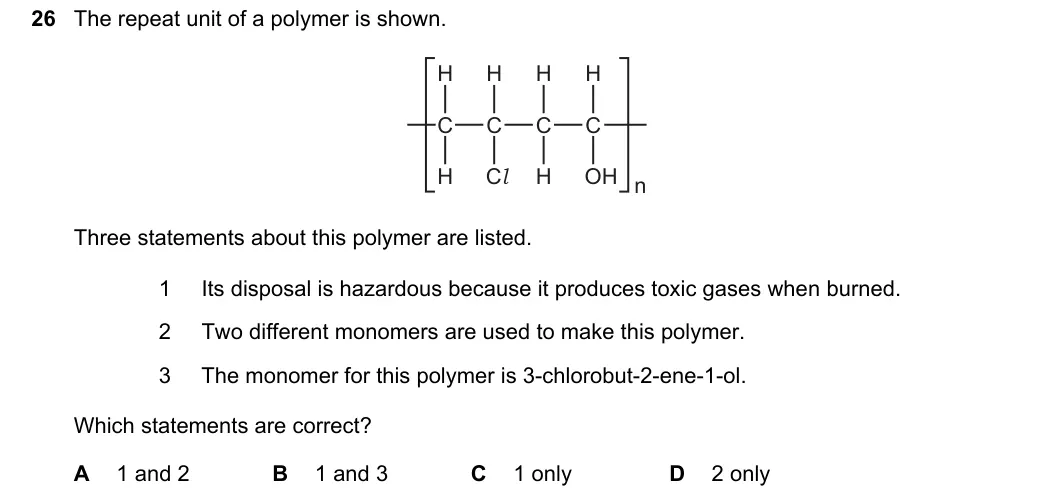 26 The repeat unit of a polymer is shown.
H H H H
C C C C
H Cl H OH
n
Three statements about this polymer are listed.
1 Its disposal is hazardous because it produces toxic gases when burned.
2 Two different monomers are used to make this polymer.
3 The monomer for this polymer is 3-chlorobut-2-ene-1-ol.
Which statements are correct?
A 1 and 2 B 1 and 3 C 1 only D 2 only